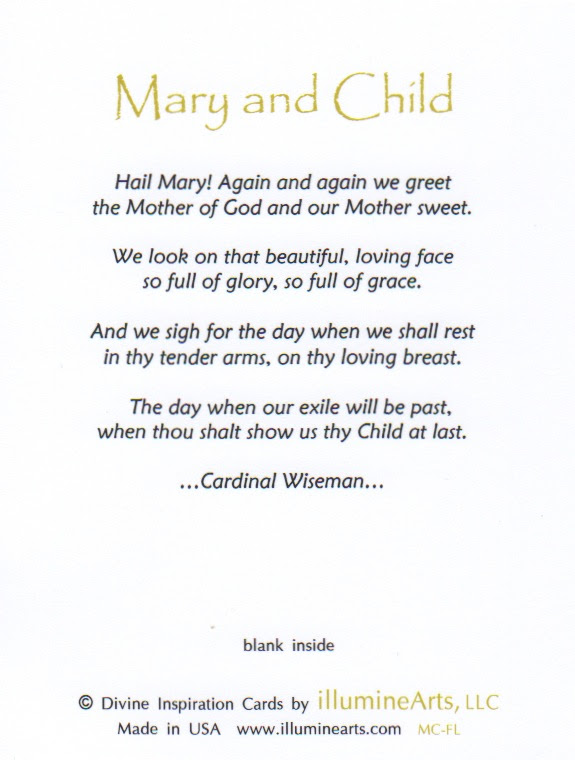 Mary and Child
Hail Mary! Again and again we greet
the Mother of God and our Mother sweet.
We look on that beautiful, loving face
so full of glory, so full of grace.
And we sigh for the day when we shall rest
in thy tender arms, on thy loving breast.
The day when our exile will be past,
when thou shalt show us thy Child at last.
...Cardinal Wiseman...
blank inside
© Divine Inspiration Cards by illumineArts, LLC
Made in USA www.illuminearts.com MC-FL